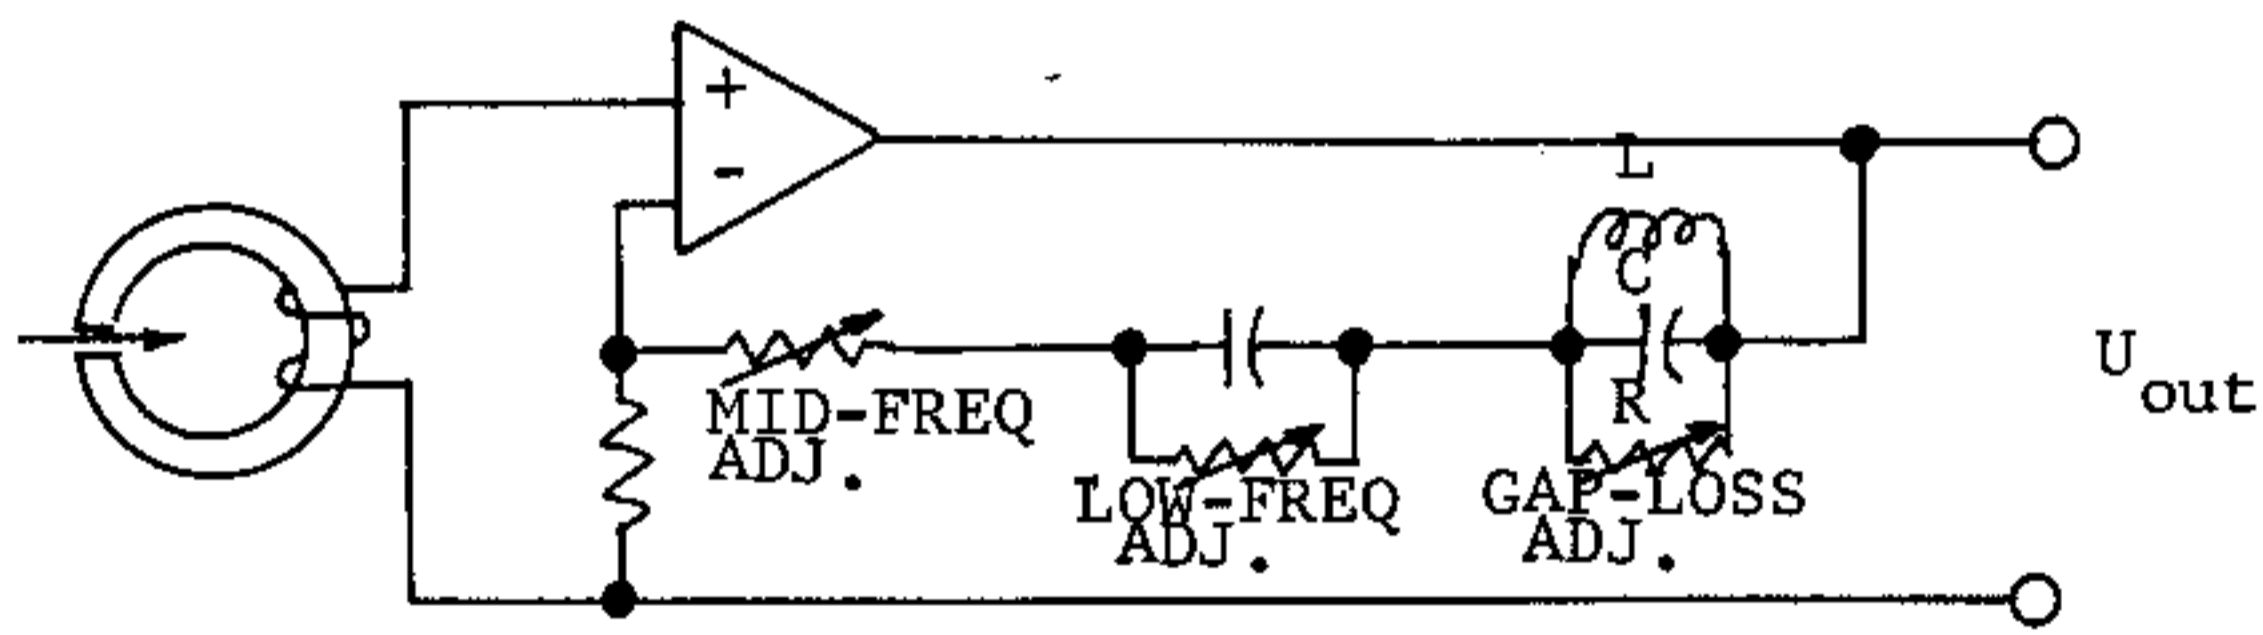 +
-
L
C
R
U out
MID-FREQ
ADJ.
LOW-FREQ
ADJ.
GAP-LOSS
ADJ.